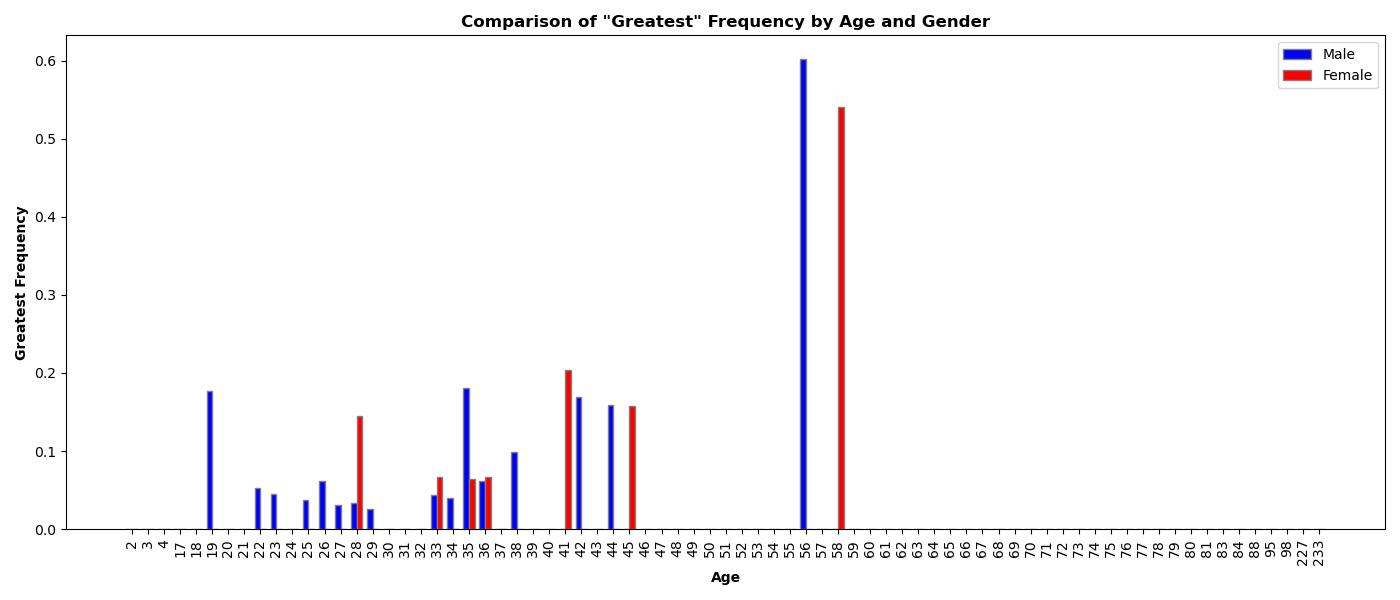 Comparison of "Greatest" Frequency by Age and Gender
Male
Female
Greatest Frequency
0.6
0.5
0.4
0.3
0.2
0.1
0.0
2 3 4 17 18 19 20 21 22 23 24 25 26 27 28 29 30 31 32 33 34 35 36 37 38 39 40 41 42 43 44 45 46 47 48 49 50 51 52 53 54 55 56 57 58 59 60 61 62 63 64 65 66 67 68 69 70 71 72 73 74 75 76 77 78 79 80 81 83 84 88 95 98 227 233
Age